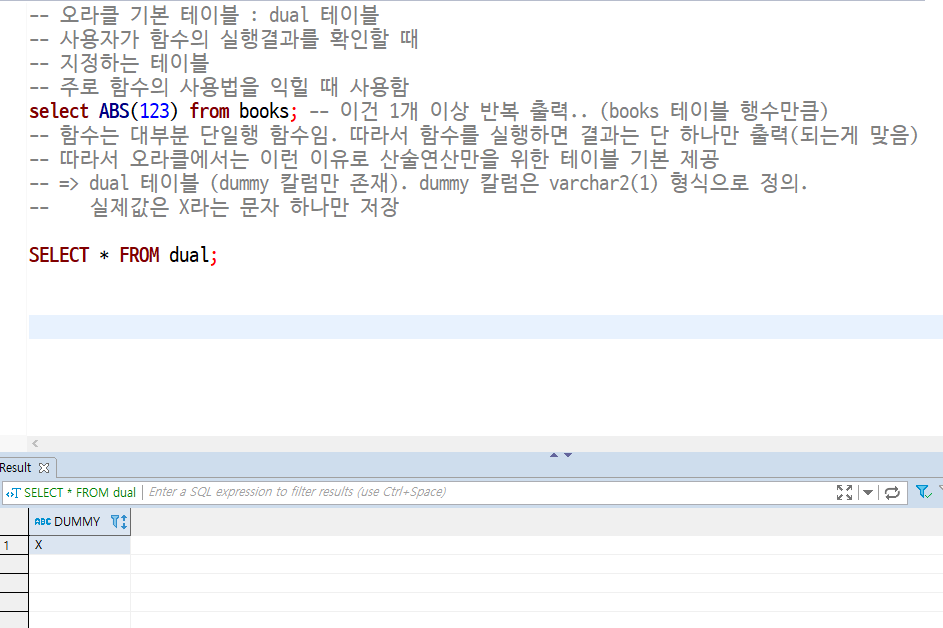 -- 오라클 기본 테이블 : dual 테이블
-- 사용자가 함수의 실행결과를 확인할 때
-- 지정하는 테이블
-- 주로 함수의 사용법을 익힐 때 사용함
select ABS(123) from books; -- 이건 1개 이상 반복 출력.. (books 테이블 행수만큼)
-- 함수는 대부분 단일행 함수임. 따라서 함수를 실행하면 결과는 단 하나만 출력(되는게 맞음)
-- 따라서 오라클에서는 이런 이유로 산술연산만을 위한 테이블 기본 제공
-- => dual 테이블 (dummy 칼럼만 존재). dummy 칼럼은 varchar2(1) 형식으로 정의.
--    실제값은 X라는 문자 하나만 저장
SELECT * FROM dual;
Result
SELECT * FROM dual
Enter a SQL expression to filter results (use Ctrl+Space)
ABC DUMMY
1 X